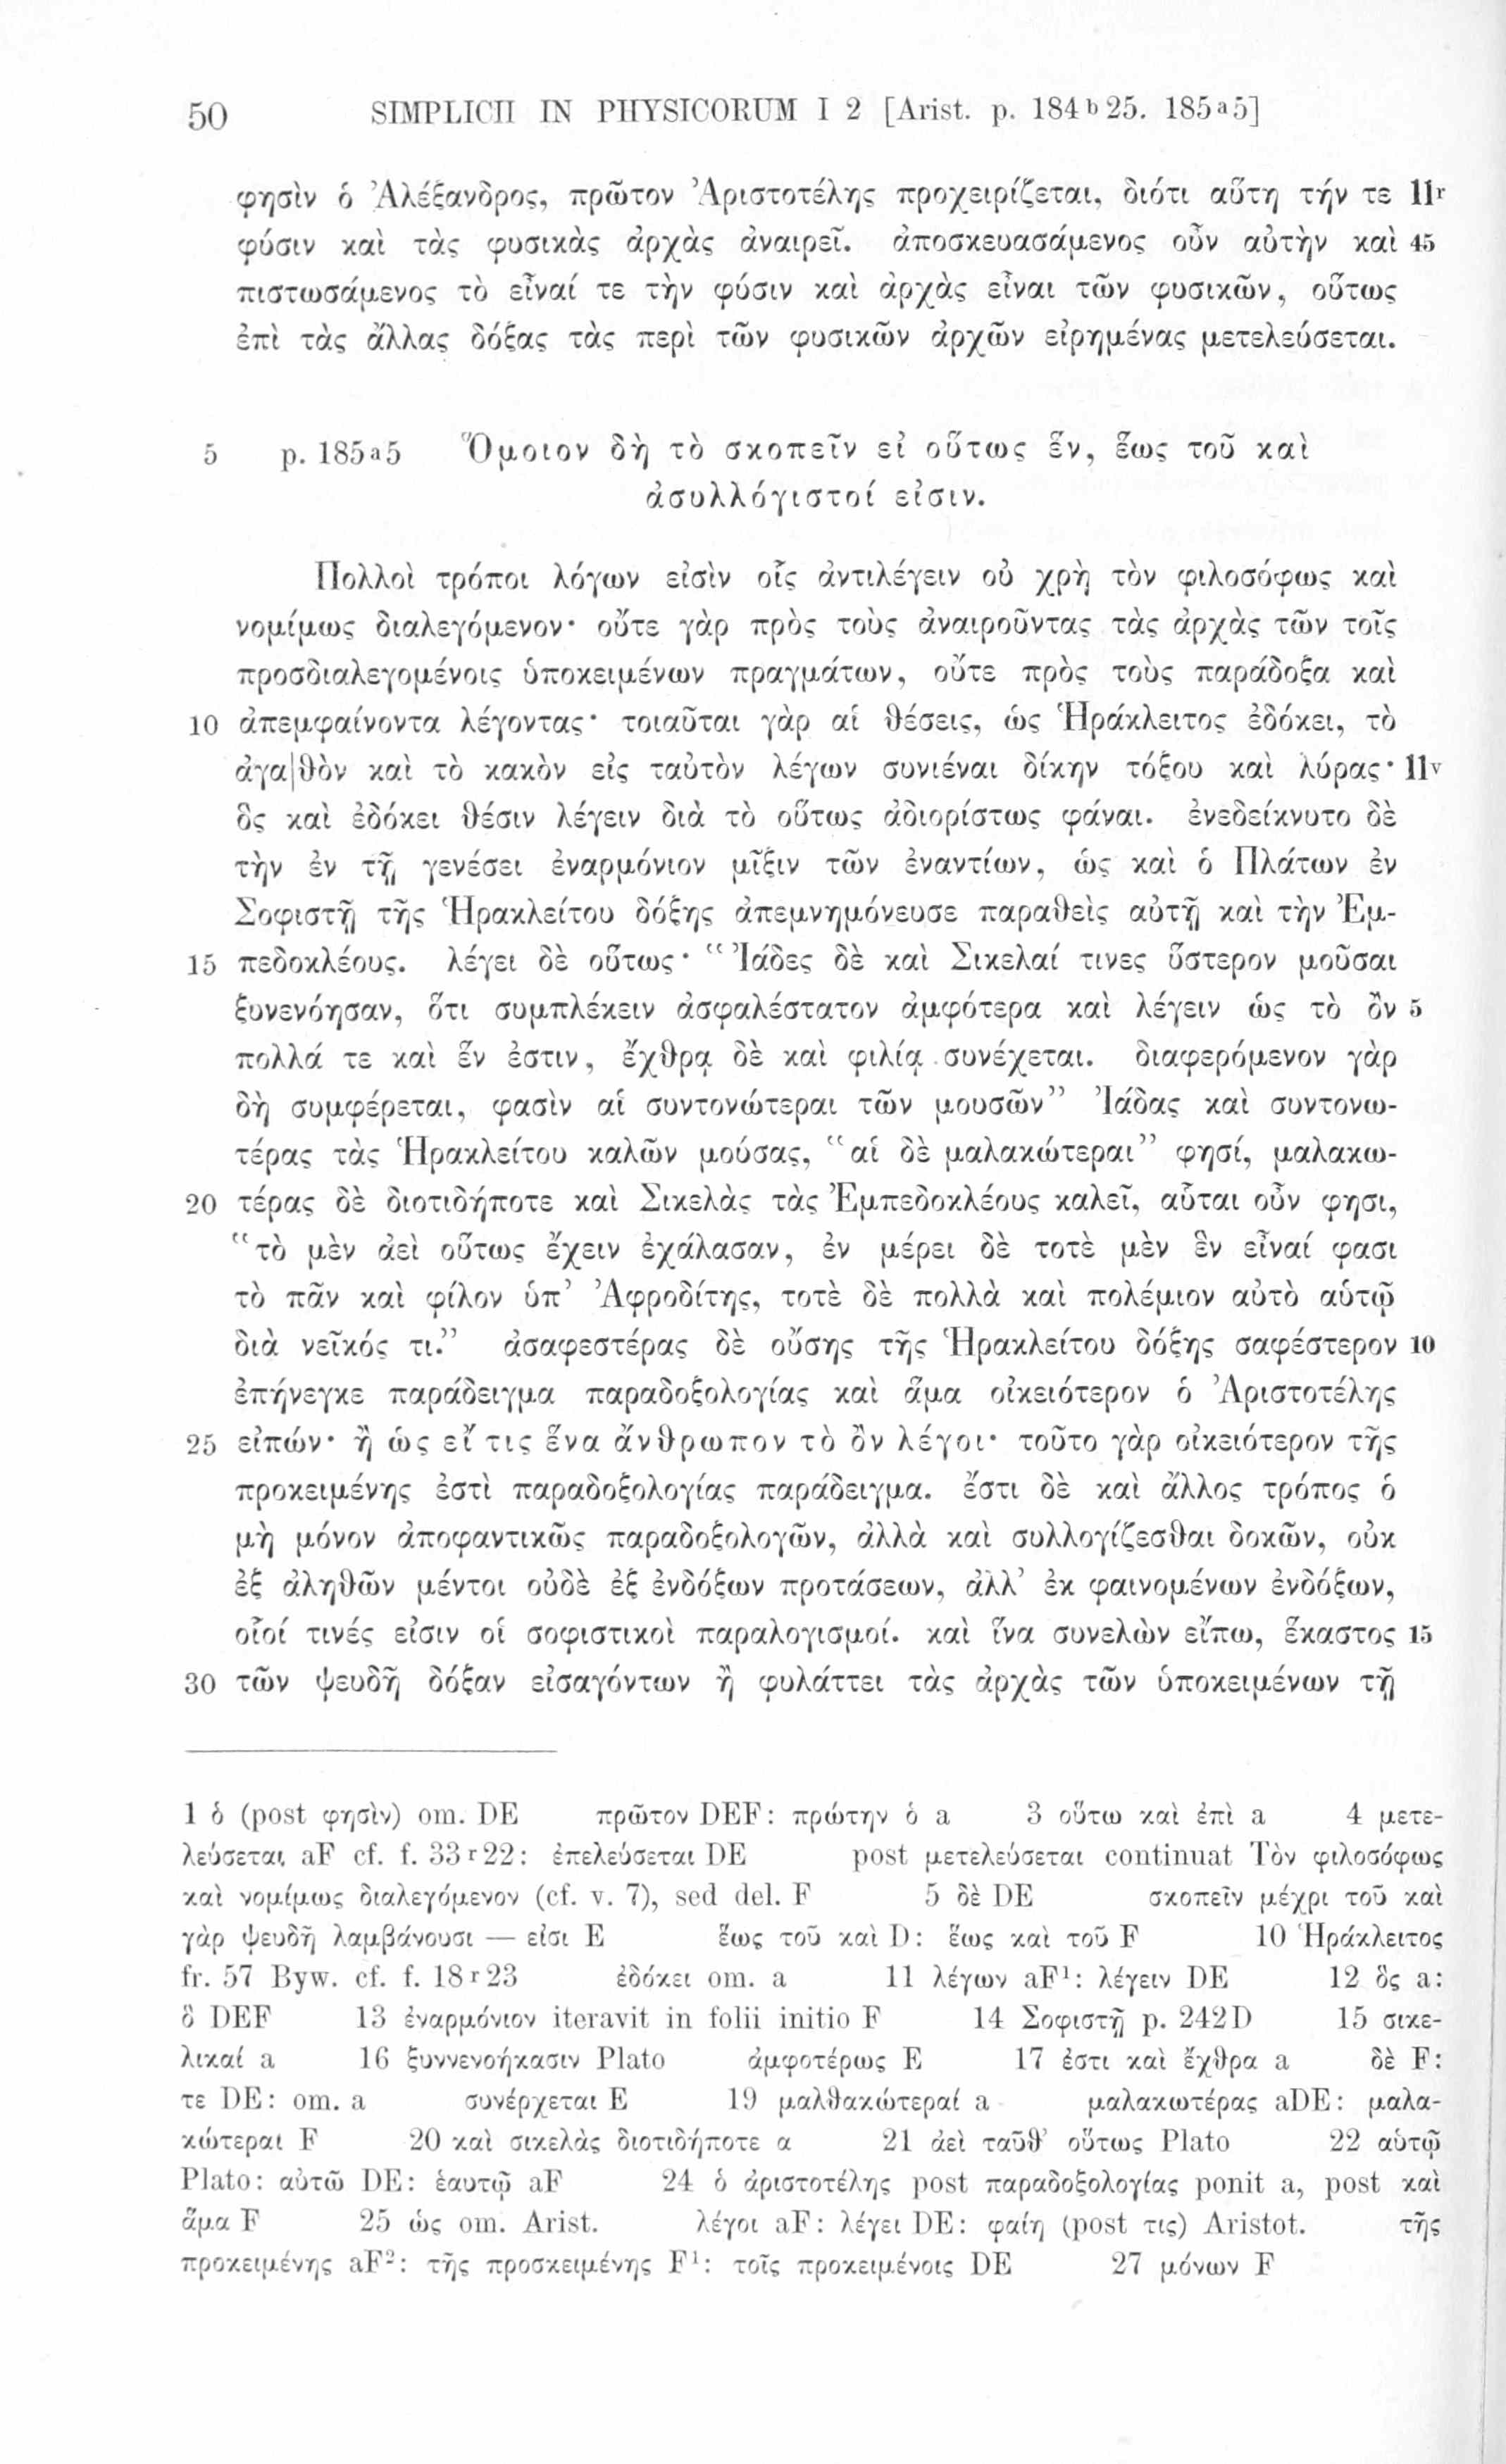 50 SIMPLICII IN PHYSICORUM I 2 [Arist. p. 184ᵇ25. 185ᵃ5]
φησὶν ὁ Ἀλέξανδρος, πρῶτον Ἀριστοτέλης προχειρίζεται, διότι αὕτη τήν τε 11ʳ
φύσιν καὶ τὰς φυσικὰς ἀρχὰς ἀναιρεῖ. ἀποσκευασάμενος οὖν αὐτὴν καὶ 45
πιστωσάμενος τὸ εἶναί τε τὴν φύσιν καὶ ἀρχὰς εἶναι τῶν φυσικῶν, οὕτως
ἐπὶ τὰς ἄλλας δόξας τὰς περὶ τῶν φυσικῶν ἀρχῶν εἰρημένας μετελεύσεται.
5 p. 185ᵃ5 Ὅμοιον δὴ τὸ σκοπεῖν εἰ οὕτως ἕν, ἕως τοῦ καὶ
ἀσυλλόγιστοί εἰσιν.
Πολλοὶ τρόποι λόγων εἰσὶν οἷς ἀντιλέγειν οὐ χρὴ τὸν φιλοσόφως καὶ
νομίμως διαλεγόμενον· οὔτε γὰρ πρὸς τοὺς ἀναιροῦντας τὰς ἀρχὰς τῶν τοῖς
προσδιαλεγομένοις ὑποκειμένων πραγμάτων, οὔτε πρὸς τοὺς παράδοξα καὶ
10 ἀπεμφαίνοντα λέγοντας· τοιαῦται γὰρ αἱ θέσεις, ὡς Ἡράκλειτος ἐδόκει, τὸ
ἀγα|θὸν καὶ τὸ κακὸν εἰς ταὐτὸν λέγων συνιέναι δίκην τόξου καὶ λύρας· 11ᵛ
ὃς καὶ ἐδόκει θέσιν λέγειν διὰ τὸ οὕτως ἀδιορίστως φάναι. ἐνεδείκνυτο δὲ
τὴν ἐν τῇ γενέσει ἐναρμόνιον μῖξιν τῶν ἐναντίων, ὡς καὶ ὁ Πλάτων ἐν
Σοφιστῇ τῆς Ἡρακλείτου δόξης ἀπεμνημόνευσε παραθεὶς αὐτῇ καὶ τὴν Ἐμ-
15 πεδοκλέους. λέγει δὲ οὕτως· “Ἰάδες δὲ καὶ Σικελαί τινες ὕστερον μοῦσαι
ξυνενόησαν, ὅτι συμπλέκειν ἀσφαλέστατον ἀμφότερα καὶ λέγειν ὡς τὸ ὂν 5
πολλά τε καὶ ἕν ἐστιν, ἔχθρᾳ δὲ καὶ φιλίᾳ συνέχεται. διαφερόμενον γὰρ
δὴ συμφέρεται, φασὶν αἱ συντονώτεραι τῶν μουσῶν” Ἰάδας καὶ συντονω-
τέρας τὰς Ἡρακλείτου καλῶν μούσας, “αἱ δὲ μαλακώτεραι” φησί, μαλακω-
20 τέρας δὲ διοτιδήποτε καὶ Σικελὰς τὰς Ἐμπεδοκλέους καλεῖ, αὗται οὖν φησι,
“τὸ μὲν ἀεὶ οὕτως ἔχειν ἐχάλασαν, ἐν μέρει δὲ τοτὲ μὲν ἓν εἶναί φασι
τὸ πᾶν καὶ φίλον ὑπ’ Ἀφροδίτης, τοτὲ δὲ πολλὰ καὶ πολέμιον αὐτὸ αὑτῷ
διὰ νεῖκός τι.” ἀσαφεστέρας δὲ οὔσης τῆς Ἡρακλείτου δόξης σαφέστερον 10
ἐπήνεγκε παράδειγμα παραδοξολογίας καὶ ἅμα οἰκειότερον ὁ Ἀριστοτέλης
25 εἰπών· ἢ ὡς εἴ τις ἕνα ἄνθρωπον τὸ ὂν λέγοι· τοῦτο γὰρ οἰκειότερον τῆς
προκειμένης ἐστὶ παραδοξολογίας παράδειγμα. ἔστι δὲ καὶ ἄλλος τρόπος ὁ
μὴ μόνον ἀποφαντικῶς παραδοξολογῶν, ἀλλὰ καὶ συλλογίζεσθαι δοκῶν, οὐκ
ἐξ ἀληθῶν μέντοι οὐδὲ ἐξ ἐνδόξων προτάσεων, ἀλλ’ ἐκ φαινομένων ἐνδόξων,
οἷοί τινές εἰσιν οἱ σοφιστικοὶ παραλογισμοί. καὶ ἵνα συνελὼν εἴπω, ἕκαστος 15
30 τῶν ψευδῆ δόξαν εἰσαγόντων ἢ φυλάττει τὰς ἀρχὰς τῶν ὑποκειμένων τῇ
1 ὁ (post φησὶν) om. DE πρῶτον DEF: πρώτην ὁ a 3 οὕτω καὶ ἐπὶ a 4 μετε-
λεύσεται aF cf. f. 33ʳ22: ἐπελεύσεται DE post μετελεύσεται continuat Τὸν φιλοσόφως
καὶ νομίμως διαλεγόμενον (cf. v. 7), sed del. F 5 δὲ DE σκοπεῖν μέχρι τοῦ καὶ
γὰρ ψευδῆ λαμβάνουσι — εἰσι E ἕως τοῦ καὶ D: ἕως καὶ τοῦ F 10 Ἡράκλειτος
fr. 57 Byw. cf. f. 18ʳ23 ἐδόκει om. a 11 λέγων aF¹: λέγειν DE 12 ὃς a:
ὃ DEF 13 ἐναρμόνιον iteravit in folii initio F 14 Σοφιστῇ p. 242D 15 σικε-
λικαί a 16 ξυννενοήκασιν Plato ἀμφοτέρως E 17 ἐστι καὶ ἔχθρα a δὲ F:
τε DE: om. a συνέρχεται E 19 μαλθακώτεραί a μαλακωτέρας aDE: μαλα-
κώτεραι F 20 καὶ σικελὰς διοτιδήποτε α 21 ἀεὶ ταῦθ’ οὕτως Plato 22 αὑτῷ
Plato: αὐτῶ DE: ἑαυτῷ aF 24 ὁ ἀριστοτέλης post παραδοξολογίας ponit a, post καὶ
ἅμα F 25 ὡς om. Arist. λέγοι aF: λέγει DE: φαίη (post τις) Aristot. τῆς
προκειμένης aF²: τῆς προσκειμένης F¹: τοῖς προκειμένοις DE 27 μόνων F